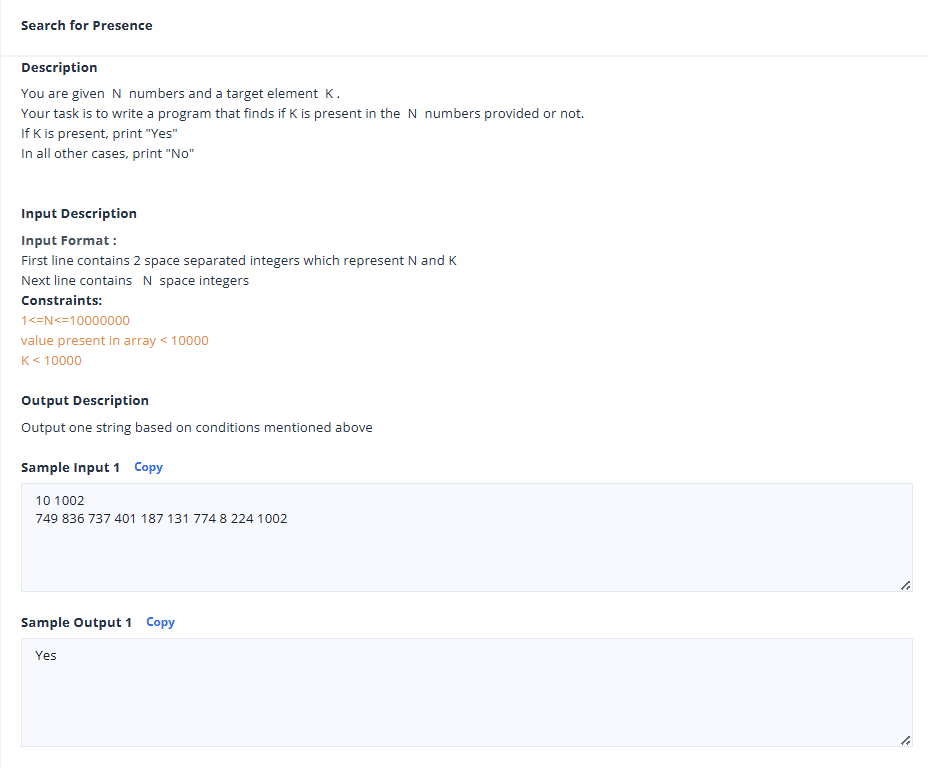 Search for Presence
Description
You are given N numbers and a target element K.
Your task is to write a program that finds if K is present in the N numbers provided or not.
If K is present, print "Yes"
In all other cases, print "No"
Input Description
Input Format :
First line contains 2 space separated integers which represent N and K
Next line contains N space integers
Constraints:
1<=N<=10000000
value present in array < 10000
K < 10000
Output Description
Output one string based on conditions mentioned above
Sample Input 1 Copy
10 1002
749 836 737 401 187 131 774 8 224 1002
Sample Output 1 Copy
Yes